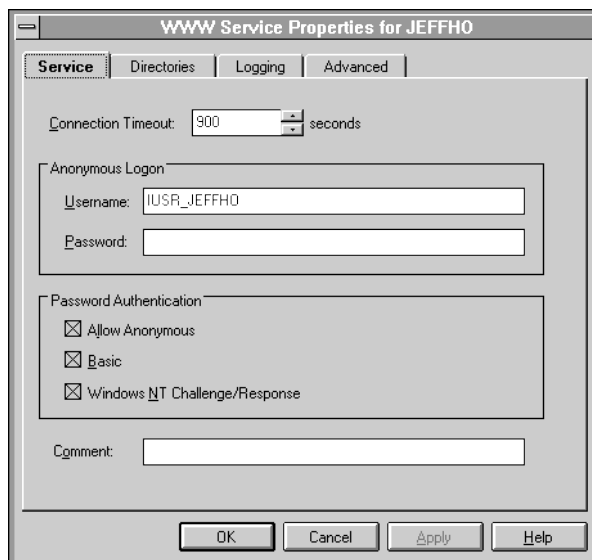 WWW Service Properties for JEFFHO
Service Directories Logging Advanced
Connection Timeout: 900 seconds
Anonymous Logon
Username: IUSR_JEFFHO
Password:
Password Authentication
Allow Anonymous
Basic
Windows NT Challenge/Response
Comment:
OK Cancel Apply Help